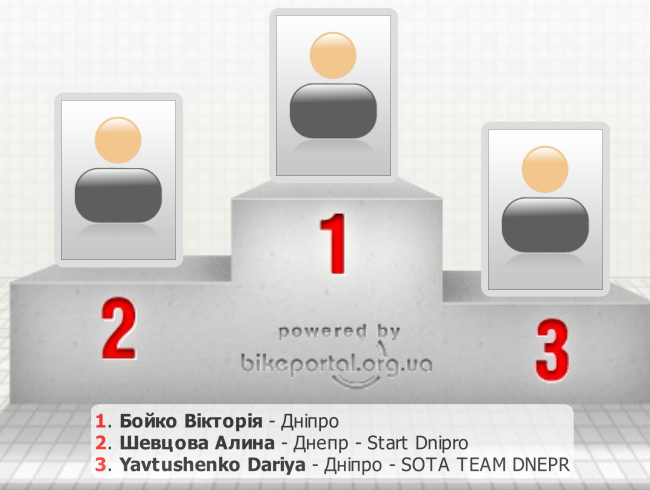 1
2
3
powered by
bikeportal.org.ua
1. Бойко Вікторія - Дніпро
2. Шевцова Алина - Днепр - Start Dnipro
3. Yavtushenko Dariya - Дніпро - SOTA TEAM DNEPR